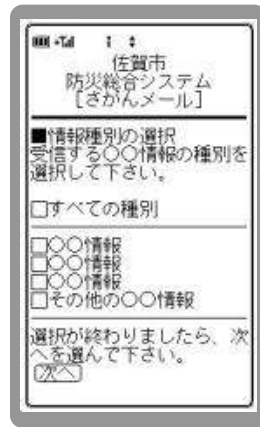 佐賀市
防災総合システム
[さがんメール]
■情報種別の選択
受信する○○情報の種別を
選択して下さい。
□すべての種別
□○○情報
□○○情報
□○○情報
□その他の○○情報
選択が終わりましたら、次
へを選んで下さい。
次へ